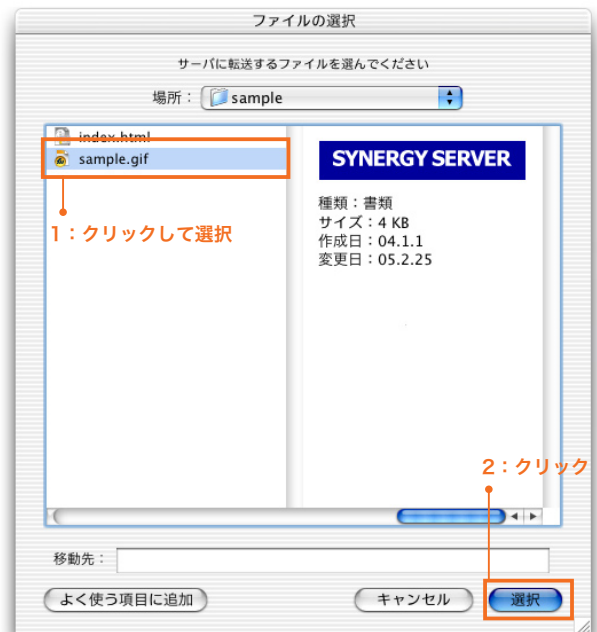 ファイルの選択
サーバに転送するファイルを選んでください
場所： sample
index.html
sample.gif
1：クリックして選択
SYNERGY SERVER
種類：書類
サイズ：4 KB
作成日：04.1.1
変更日：05.2.25
2：クリック
移動先：
よく使う項目に追加
キャンセル
選択